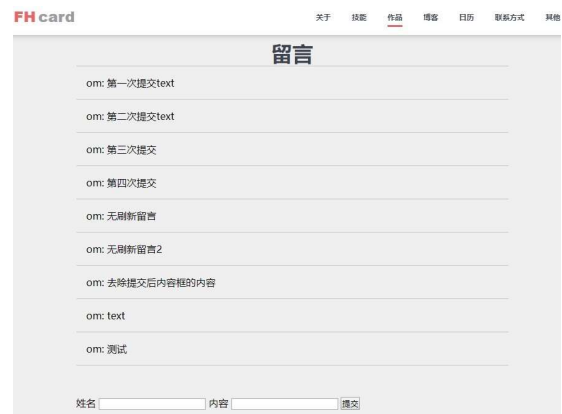 FH card 关于 技能 作品 博客 日历 联系方式 其他
留言
om: 第一次提交text
om: 第二次提交text
om: 第三次提交
om: 第四次提交
om: 无刷新留言
om: 无刷新留言2
om: 去除提交后内容框的内容
om: text
om: 测试
姓名 内容 提交